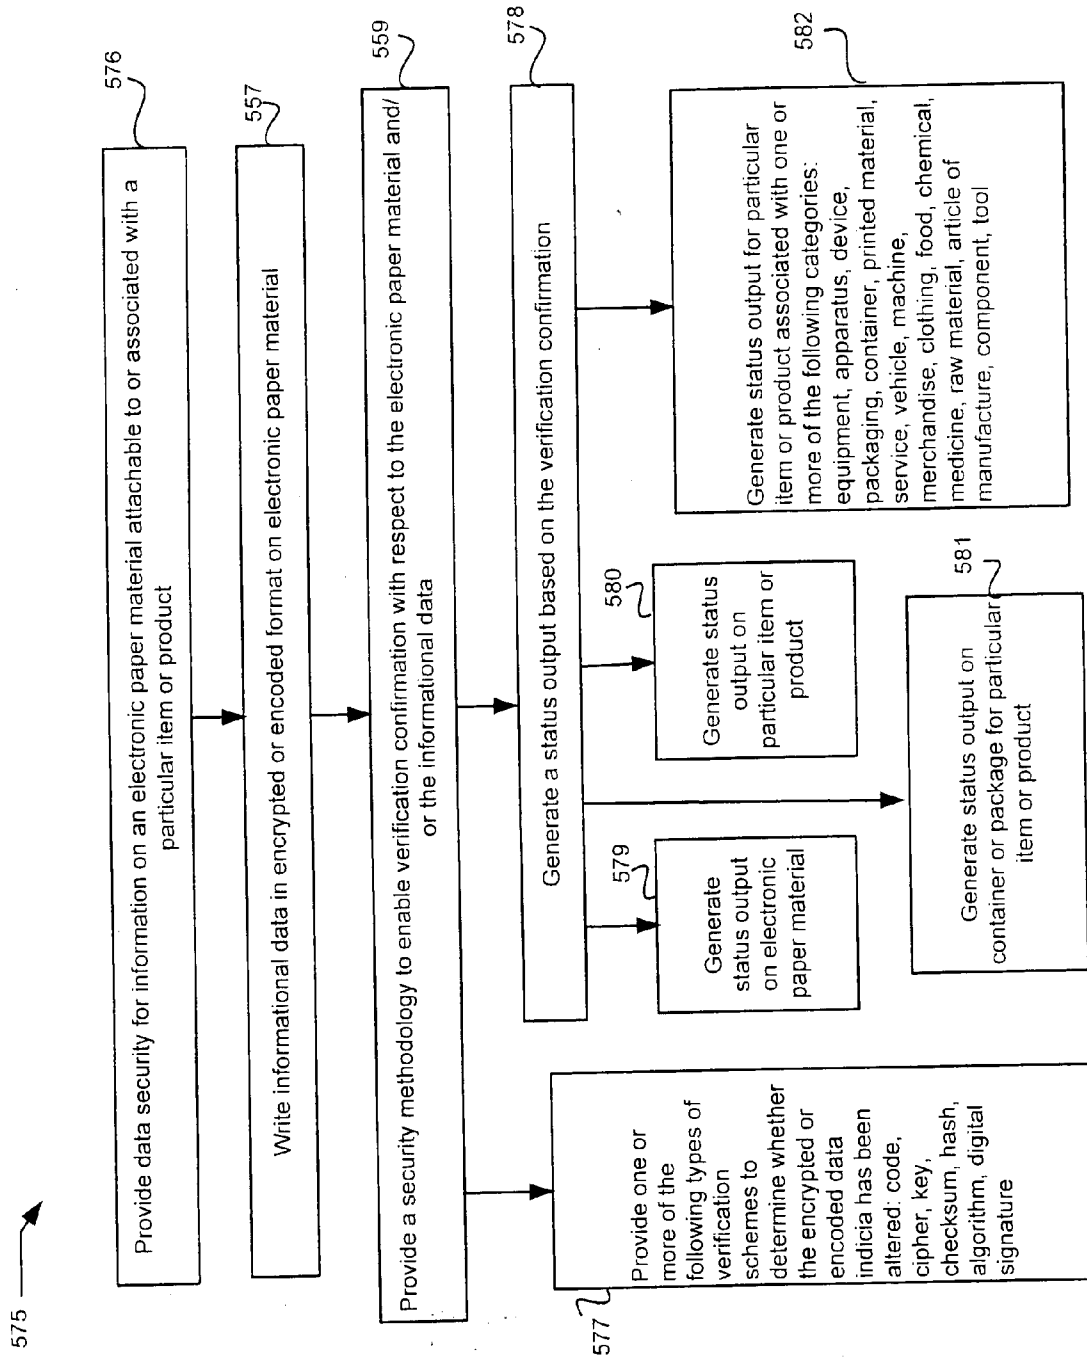 575
576
Provide data security for information on an electronic paper material attachable to or associated with a
particular item or product
557
Write informational data in encrypted or encoded format on electronic paper material
559
Provide a security methodology to enable verification confirmation with respect to the electronic paper material and/
or the informational data
578
Generate a status output based on the verification confirmation
577
Provide one or
more of the
following types of
verification
schemes to
determine whether
the encrypted or
encoded data
indicia has been
altered: code,
cipher, key,
checksum, hash,
algorithm, digital
signature
579
Generate
status output
on electronic
paper material
580
Generate status
output on
particular item or
product
581
Generate status output on
container or package for particular
item or product
582
Generate status output for particular
item or product associated with one or
more of the following categories:
equipment, apparatus, device,
packaging, container, printed material,
service, vehicle, machine,
merchandise, clothing, food, chemical,
medicine, raw material, article of
manufacture, component, tool